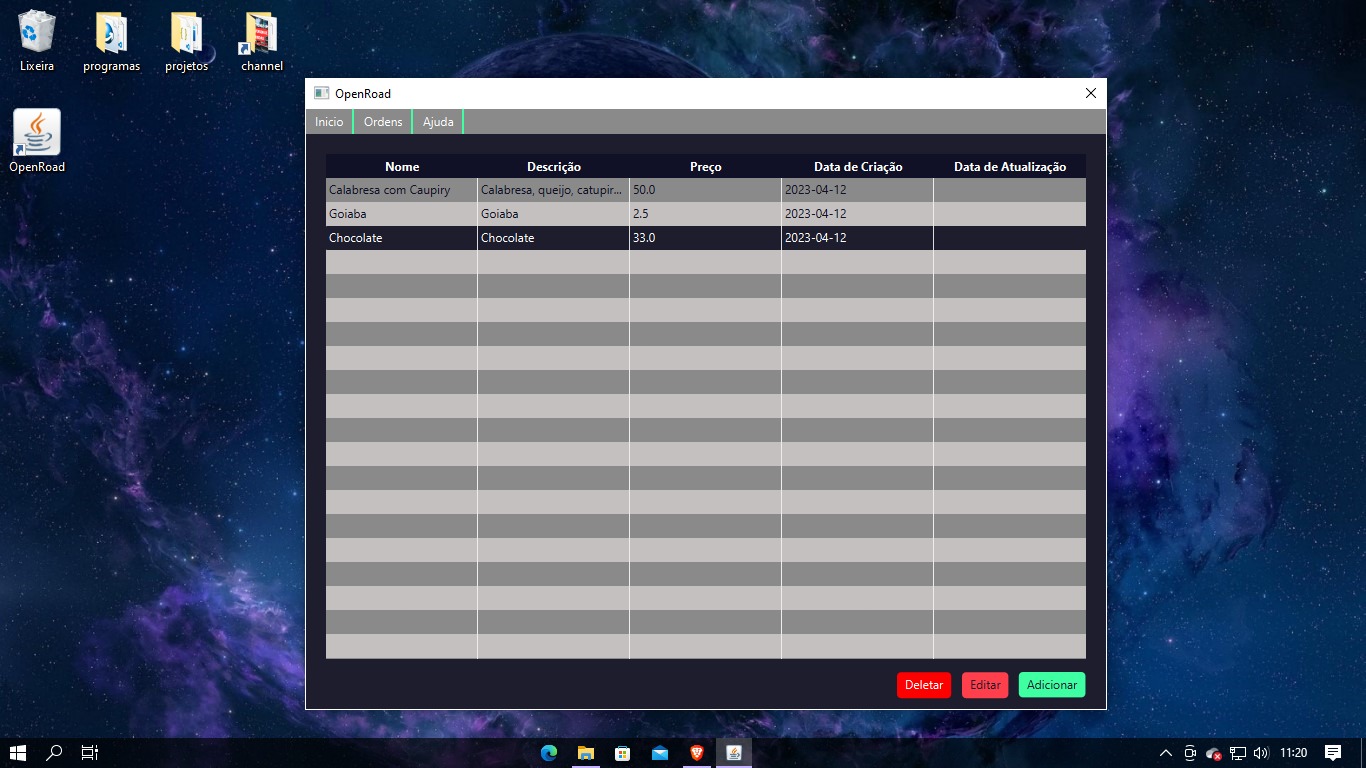 Lixeira
programas
projetos
channel
OpenRoad
OpenRoad
Inicio Ordens Ajuda
Nome Descrição Preço Data de Criação Data de Atualização
Calabresa com Caupiry Calabresa, queijo, catupir... 50.0 2023-04-12
Goiaba Goiaba 2.5 2023-04-12
Chocolate Chocolate 33.0 2023-04-12
Deletar Editar Adicionar
11:20